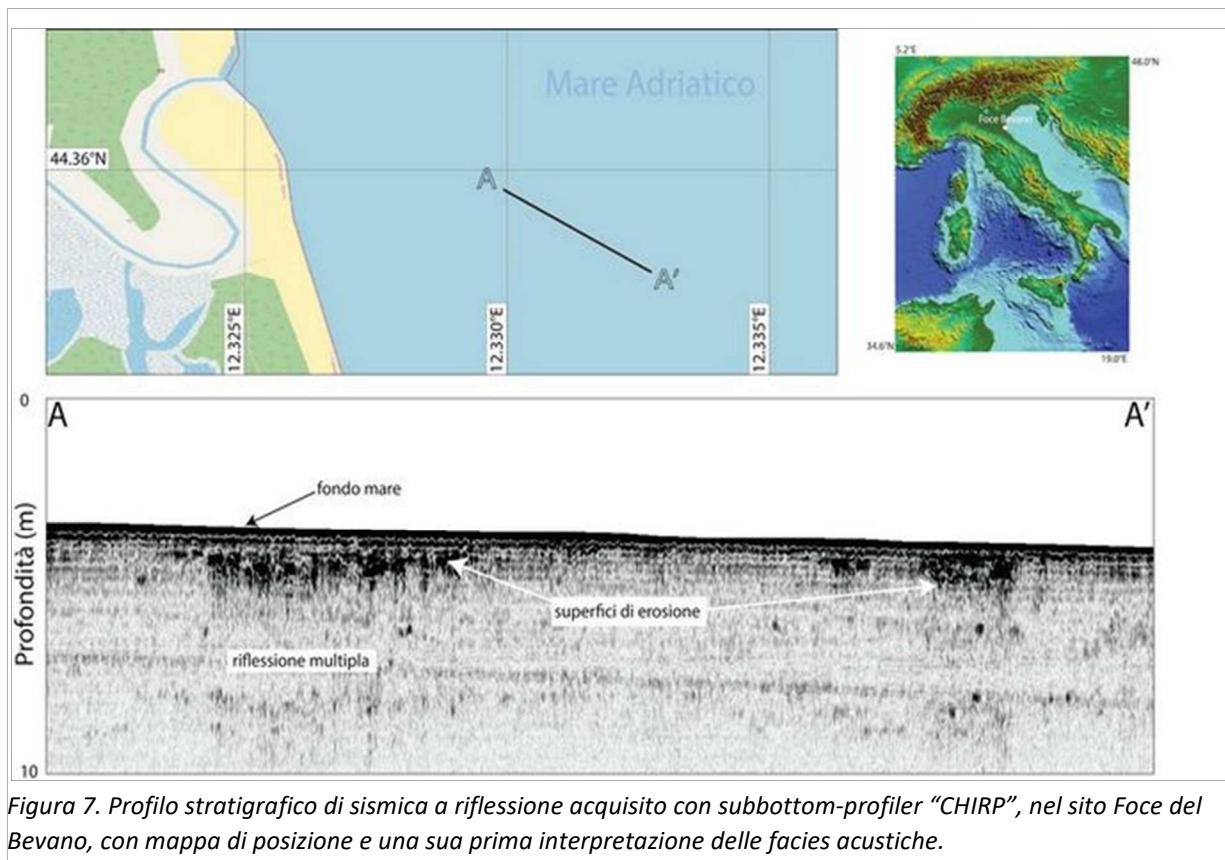 Mare Adriatico
44.36°N
A
A'
12.325°E
12.330°E
12.335°E
5.2°E
46.0°N
Foce Bevano
34.6°N
19.0°E
0
A
A'
fondo mare
Profondità (m)
superfici di erosione
riflessione multipla
10
Figura 7. Profilo stratigrafico di sismica a riflessione acquisito con subbottom-profiler “CHIRP”, nel sito Foce del
Bevano, con mappa di posizione e una sua prima interpretazione delle facies acustiche.